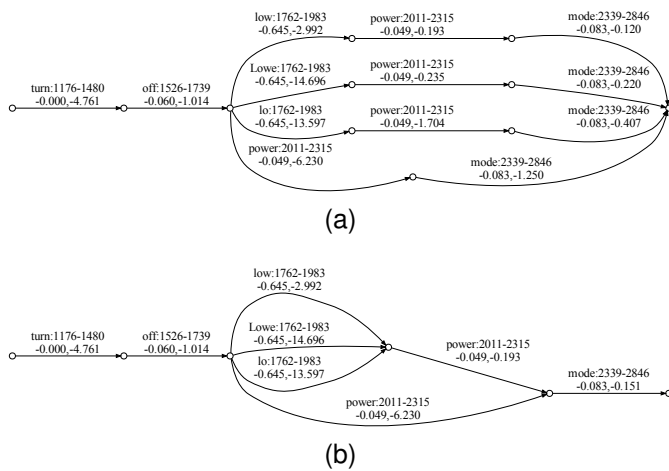 low:1762-1983
-0.645,-2.992
power:2011-2315
-0.049,-0.193
mode:2339-2846
-0.083,-0.120
turn:1176-1480
-0.000,-4.761
off:1526-1739
-0.060,-1.014
Lowe:1762-1983
-0.645,-14.696
power:2011-2315
-0.049,-0.235
mode:2339-2846
-0.083,-0.220
lo:1762-1983
-0.645,-13.597
power:2011-2315
-0.049,-1.704
mode:2339-2846
-0.083,-0.407
power:2011-2315
-0.049,-6.230
mode:2339-2846
-0.083,-1.250
(a)
low:1762-1983
-0.645,-2.992
turn:1176-1480
-0.000,-4.761
off:1526-1739
-0.060,-1.014
Lowe:1762-1983
-0.645,-14.696
lo:1762-1983
-0.645,-13.597
power:2011-2315
-0.049,-0.193
mode:2339-2846
-0.083,-0.151
power:2011-2315
-0.049,-6.230
(b)